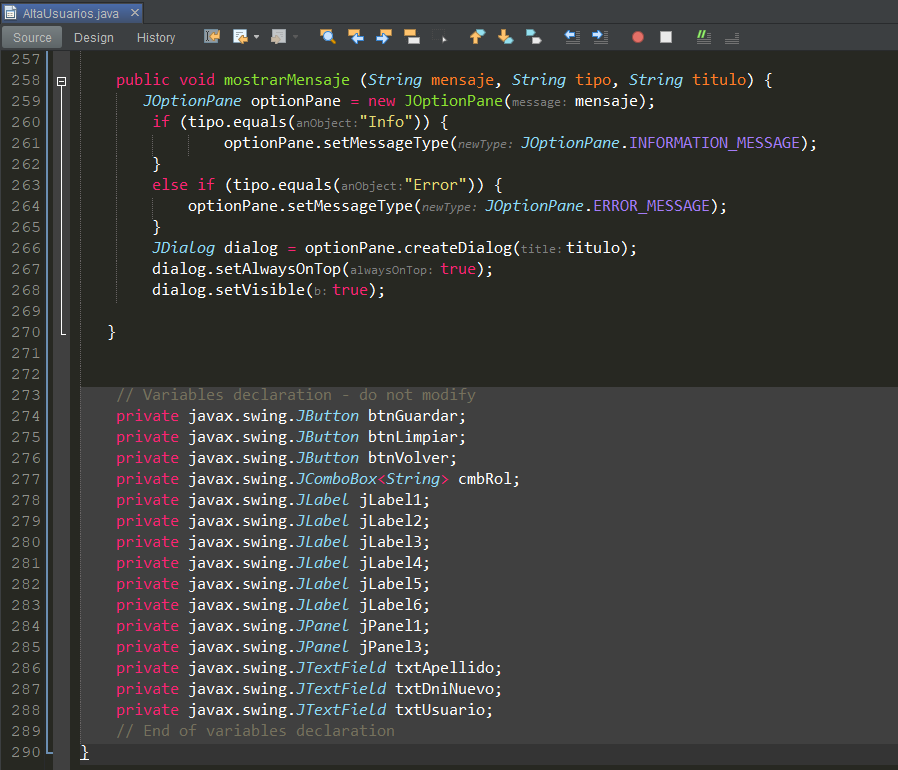 AltaUsuarios.java
Source Design History
257
258 public void mostrarMensaje (String mensaje, String tipo, String titulo) {
259 JOptionPane optionPane = new JOptionPane(message: mensaje);
260 if (tipo.equals(anObject:"Info")) {
261 optionPane.setMessageType(newType: JOptionPane.INFORMATION_MESSAGE);
262 }
263 else if (tipo.equals(anObject:"Error")) {
264 optionPane.setMessageType(newType: JOptionPane.ERROR_MESSAGE);
265 }
266 JDialog dialog = optionPane.createDialog(title: titulo);
267 dialog.setAlwaysOnTop(alwaysOnTop: true);
268 dialog.setVisible(b: true);
269
270 }
271
272
273 // Variables declaration - do not modify
274 private javax.swing.JButton btnGuardar;
275 private javax.swing.JButton btnLimpiar;
276 private javax.swing.JButton btnVolver;
277 private javax.swing.JComboBox<String> cmbRol;
278 private javax.swing.JLabel jLabel1;
279 private javax.swing.JLabel jLabel2;
280 private javax.swing.JLabel jLabel3;
281 private javax.swing.JLabel jLabel4;
282 private javax.swing.JLabel jLabel5;
283 private javax.swing.JLabel jLabel6;
284 private javax.swing.JPanel jPanel1;
285 private javax.swing.JPanel jPanel3;
286 private javax.swing.JTextField txtApellido;
287 private javax.swing.JTextField txtDniNuevo;
288 private javax.swing.JTextField txtUsuario;
289 // End of variables declaration
290 }